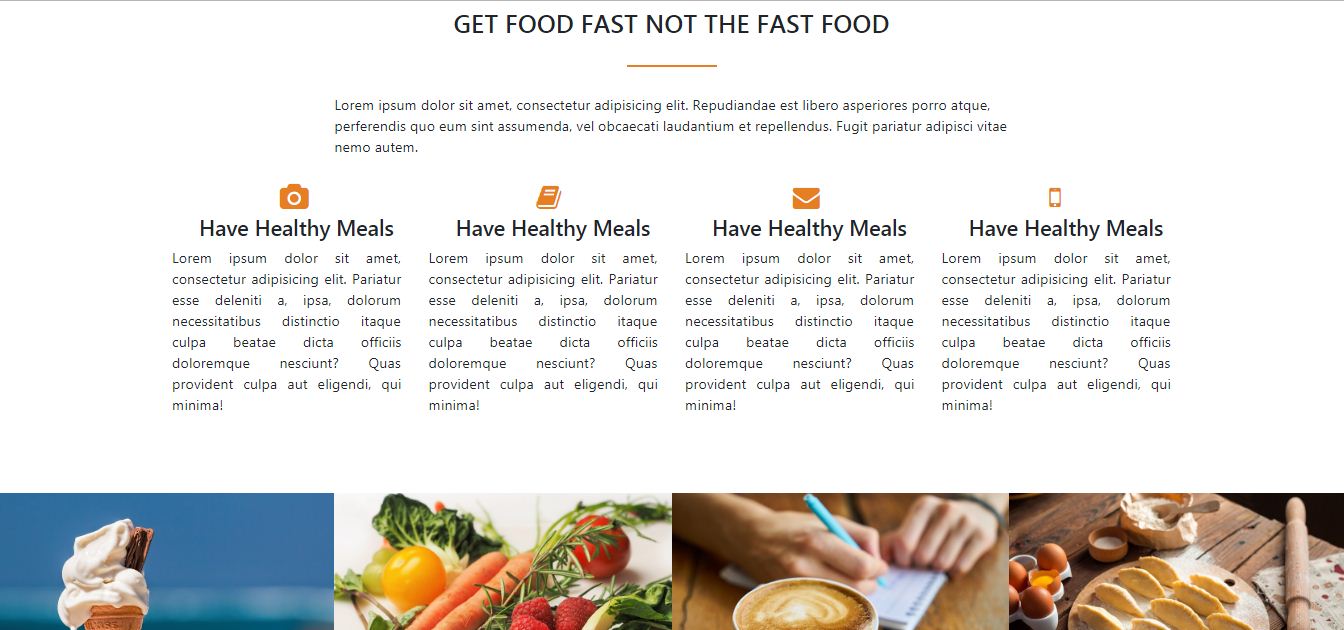 GET FOOD FAST NOT THE FAST FOOD
Lorem ipsum dolor sit amet, consectetur adipisicing elit. Repudiandae est libero asperiores porro atque,
perferendis quo eum sint assumenda, vel obcaecati laudantium et repellendus. Fugit pariatur adipisci vitae
nemo autem.
Have Healthy Meals
Lorem ipsum dolor sit amet,
consectetur adipisicing elit. Pariatur
esse deleniti a, ipsa, dolorum
necessitatibus distinctio itaque
culpa beatae dicta officiis
doloremque nesciunt? Quas
provident culpa aut eligendi, qui
minima!
Have Healthy Meals
Lorem ipsum dolor sit amet,
consectetur adipisicing elit. Pariatur
esse deleniti a, ipsa, dolorum
necessitatibus distinctio itaque
culpa beatae dicta officiis
doloremque nesciunt? Quas
provident culpa aut eligendi, qui
minima!
Have Healthy Meals
Lorem ipsum dolor sit amet,
consectetur adipisicing elit. Pariatur
esse deleniti a, ipsa, dolorum
necessitatibus distinctio itaque
culpa beatae dicta officiis
doloremque nesciunt? Quas
provident culpa aut eligendi, qui
minima!
Have Healthy Meals
Lorem ipsum dolor sit amet,
consectetur adipisicing elit. Pariatur
esse deleniti a, ipsa, dolorum
necessitatibus distinctio itaque
culpa beatae dicta officiis
doloremque nesciunt? Quas
provident culpa aut eligendi, qui
minima!